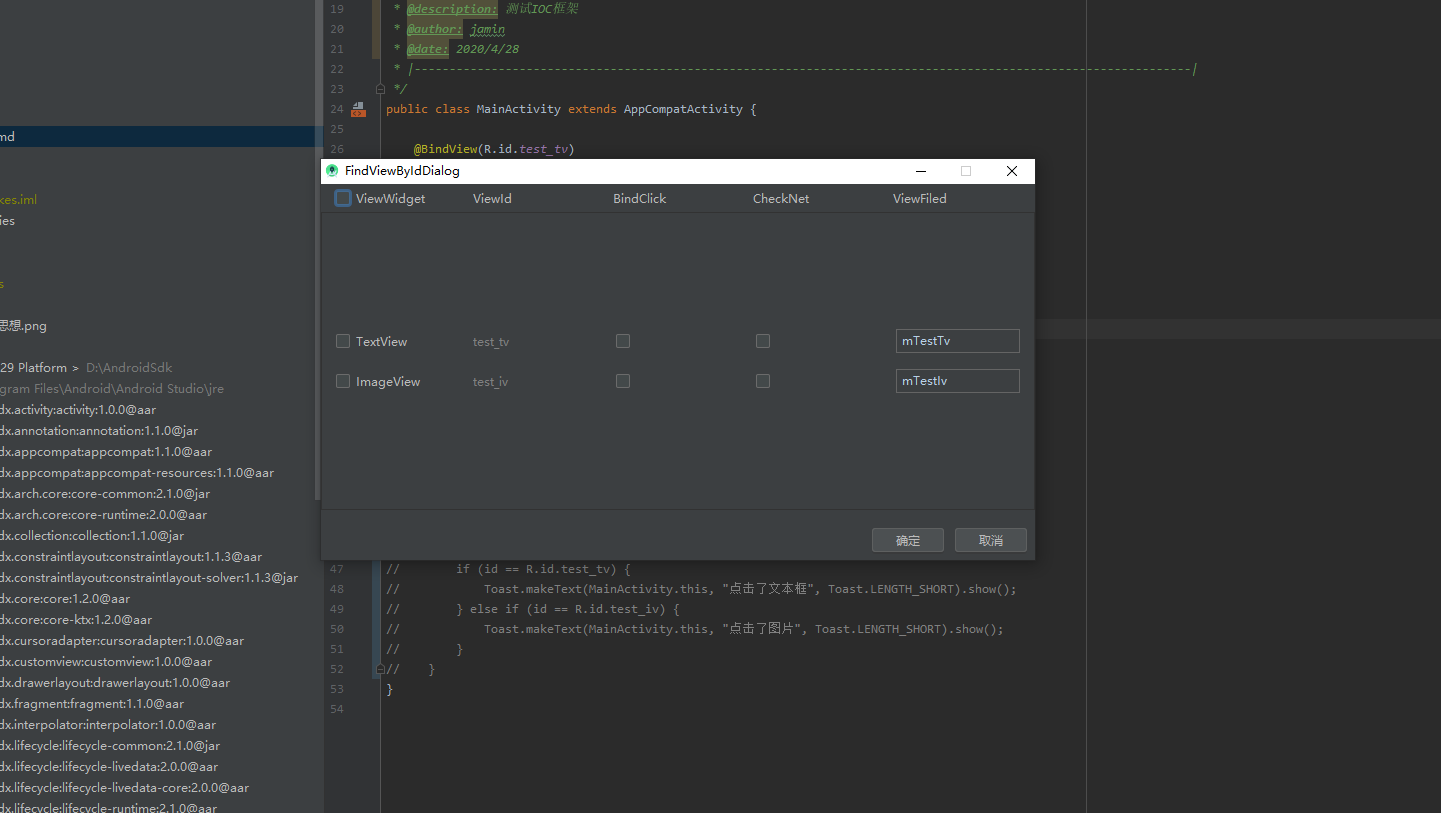 md
kes.iml
ies
s
思想.png
29 Platform > D:\AndroidSdk
gram Files\Android\Android Studio\jre
dx.activity:activity:1.0.0@aar
dx.annotation:annotation:1.1.0@jar
dx.appcompat:appcompat:1.1.0@aar
dx.appcompat:appcompat-resources:1.1.0@aar
dx.arch.core:core-common:2.1.0@jar
dx.arch.core:core-runtime:2.0.0@aar
dx.collection:collection:1.1.0@jar
dx.constraintlayout:constraintlayout:1.1.3@aar
dx.constraintlayout:constraintlayout-solver:1.1.3@jar
dx.core:core:1.2.0@aar
dx.core:core-ktx:1.2.0@aar
dx.cursoradapter:cursoradapter:1.0.0@aar
dx.customview:customview:1.0.0@aar
dx.drawerlayout:drawerlayout:1.0.0@aar
dx.fragment:fragment:1.1.0@aar
dx.interpolator:interpolator:1.0.0@aar
dx.lifecycle:lifecycle-common:2.1.0@jar
dx.lifecycle:lifecycle-livedata:2.0.0@aar
dx.lifecycle:lifecycle-livedata-core:2.0.0@aar
dx.lifecycle:lifecycle-runtime:2.1.0@aar
19 * @description: 测试IOC框架
20 * @author: jamin
21 * @date: 2020/4/28
22 * |---------------------------------------------------------------------------------------------------------------|
23 */
24 public class MainActivity extends AppCompatActivity {
25
26 @BindView(R.id.test_tv)
FindViewByIdDialog
ViewWidget ViewId BindClick CheckNet ViewFiled
TextView test_tv mTestTv
ImageView test_iv mTestIv
确定 取消
47 // if (id == R.id.test_tv) {
48 // Toast.makeText(MainActivity.this, "点击了文本框", Toast.LENGTH_SHORT).show();
49 // } else if (id == R.id.test_iv) {
50 // Toast.makeText(MainActivity.this, "点击了图片", Toast.LENGTH_SHORT).show();
51 // }
52 // }
53 }
54